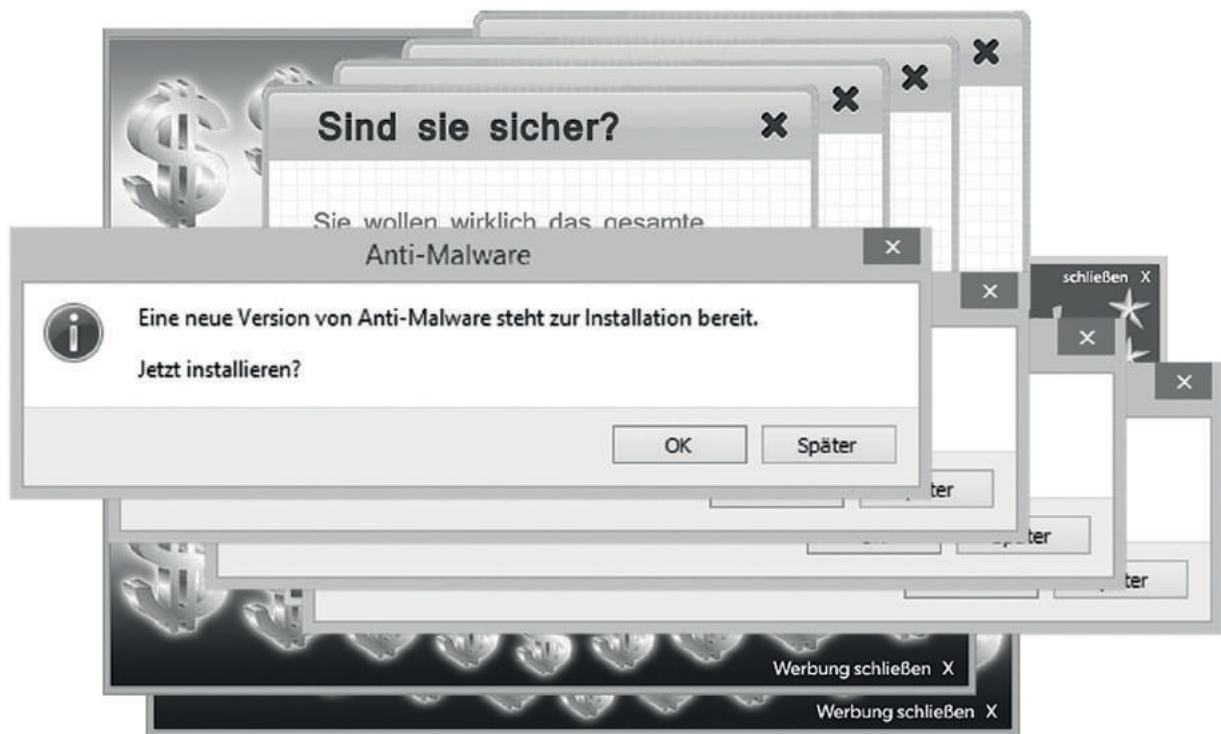 Sind sie sicher?
Sie wollen wirklich das gesamte
Anti-Malware
Eine neue Version von Anti-Malware steht zur Installation bereit.
Jetzt installieren?
OK
Später
schließen X
Werbung schließen X
Werbung schließen X